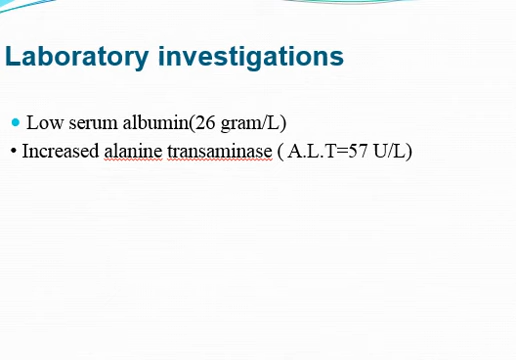 Laboratory investigations
• Low serum albumin(26 gram/L)
• Increased alanine transaminase ( A.L.T=57 U/L)